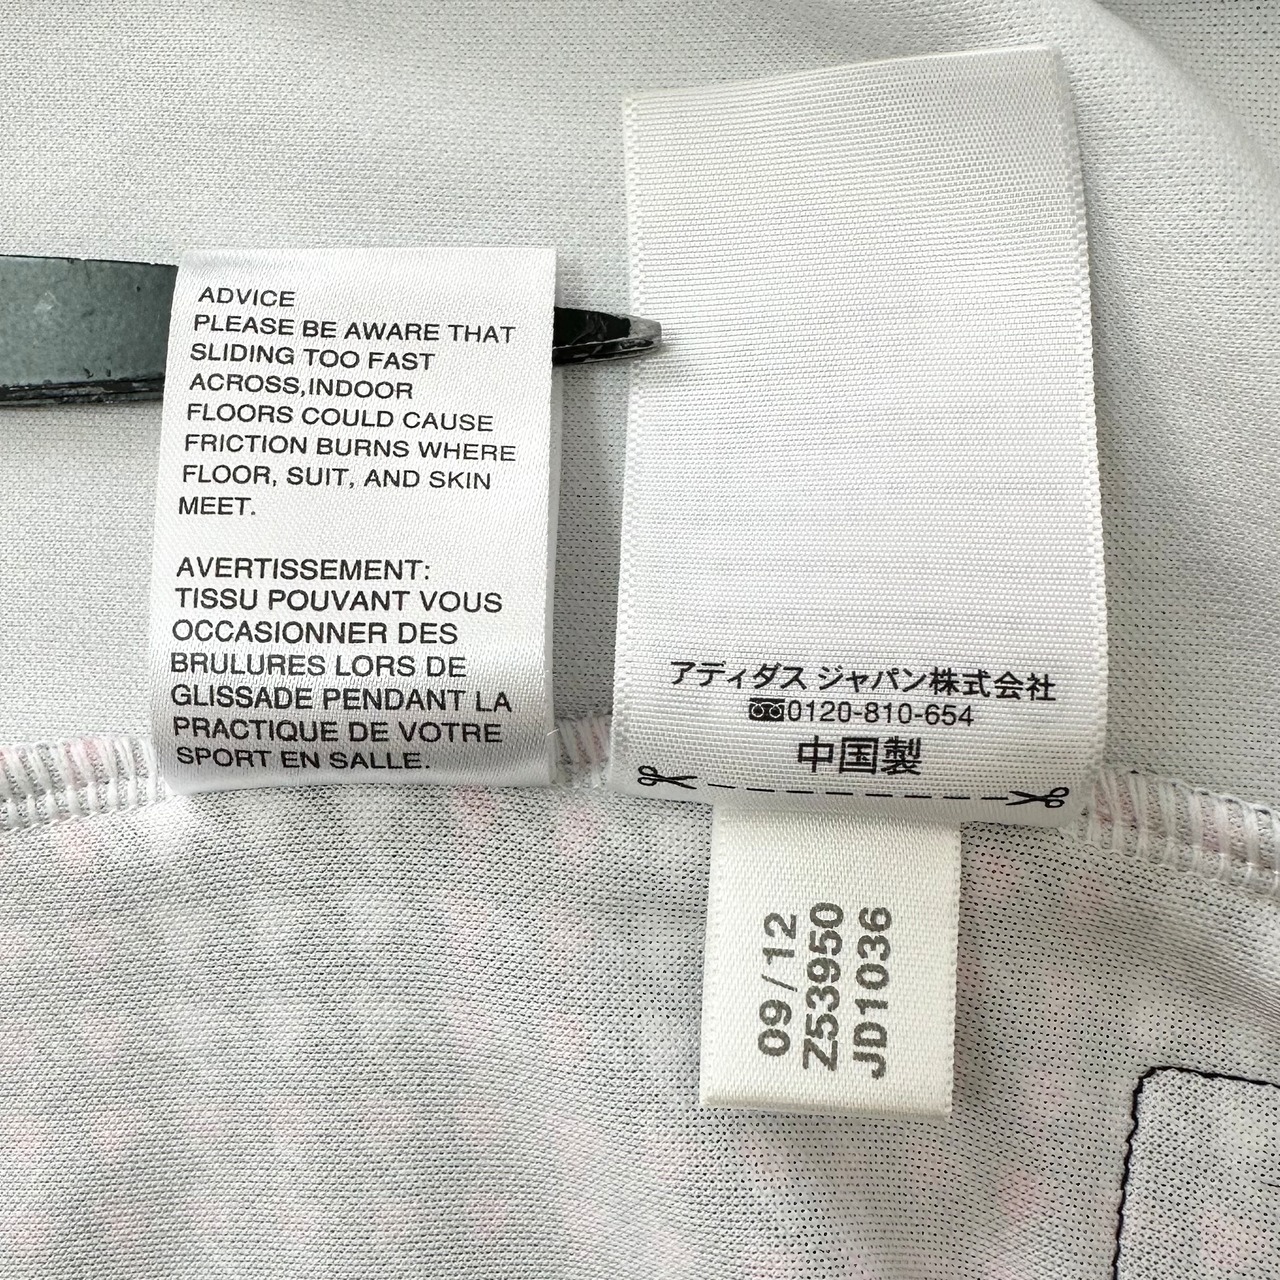 ADVICE
PLEASE BE AWARE THAT
SLIDING TOO FAST
ACROSS,INDOOR
FLOORS COULD CAUSE
FRICTION BURNS WHERE
FLOOR, SUIT, AND SKIN
MEET.
AVERTISSEMENT:
TISSU POUVANT VOUS
OCCASIONNER DES
BRULURES LORS DE
GLISSADE PENDANT LA
PRACTIQUE DE VOTRE
SPORT EN SALLE.
アディダス ジャパン株式会社
0120-810-654
中国製
09/12
Z53950
JD1036